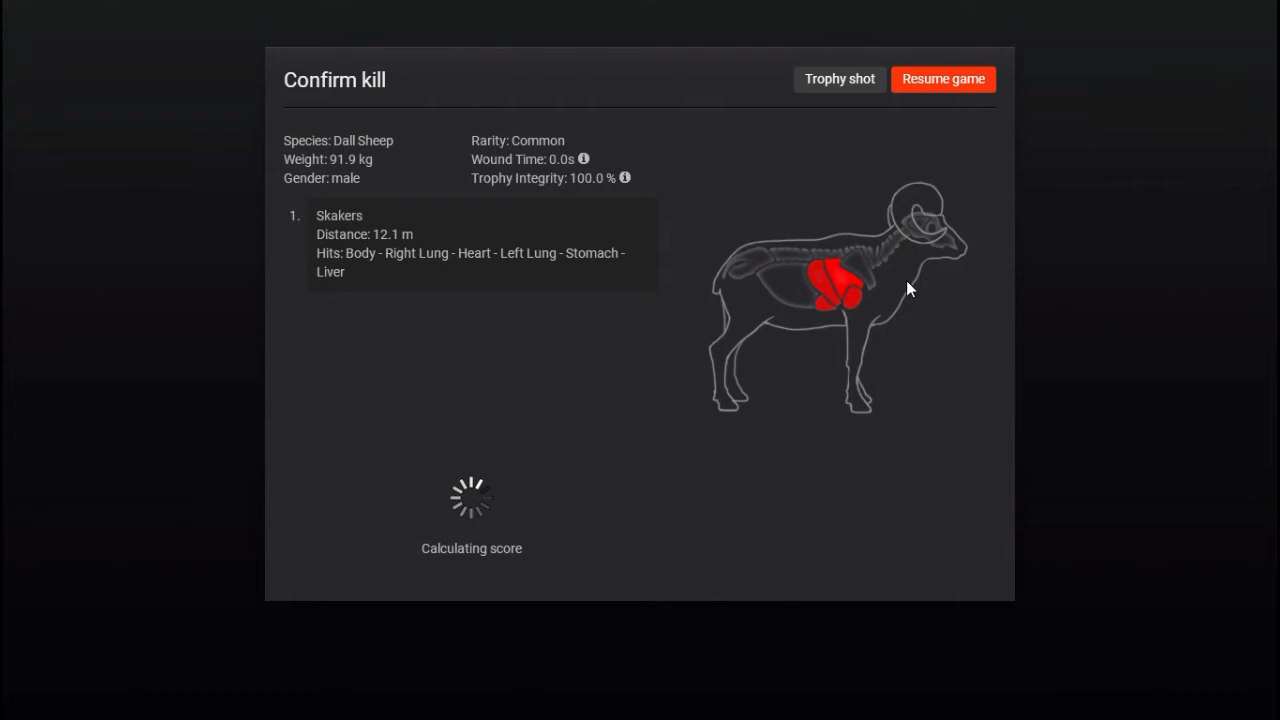 Confirm kill
Trophy shot
Resume game
Species: Dall Sheep
Rarity: Common
Weight: 91.9 kg
Wound Time: 0.0s
Gender: male
Trophy Integrity: 100.0 %
1. Skakers
Distance: 12.1 m
Hits: Body - Right Lung - Heart - Left Lung - Stomach -
Liver
Calculating score